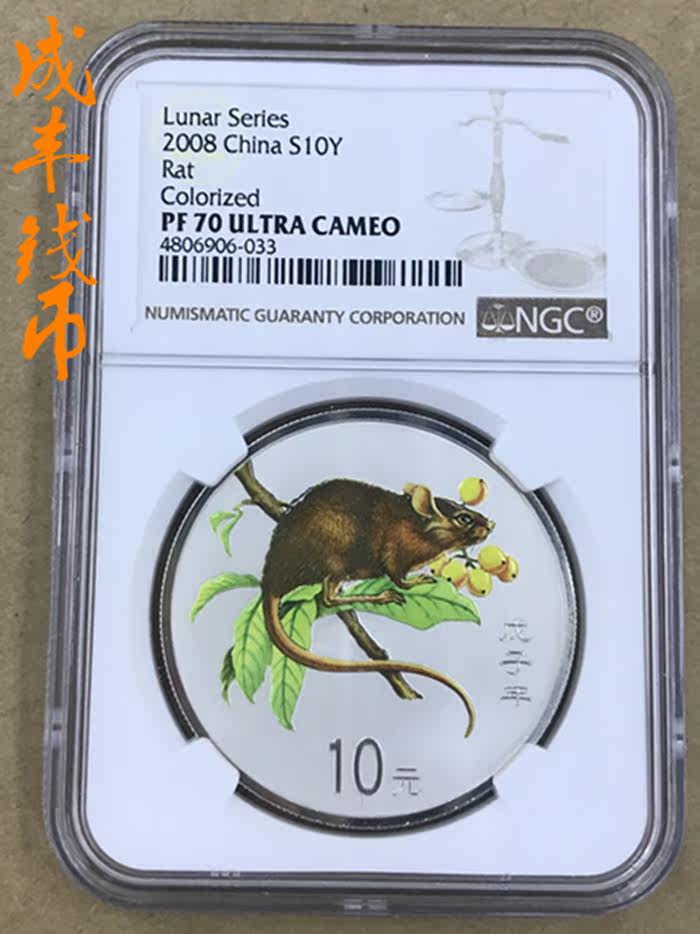 成丰钱币
Lunar Series
2008 China S10Y
Rat
Colorized
PF 70 ULTRA CAMEO
4806906-033
NUMISMATIC GUARANTY CORPORATION
NGC®
戊子年
10元